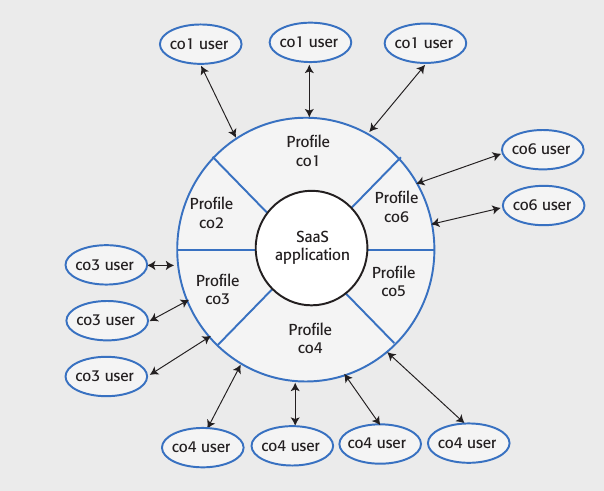 co1 user
co1 user
co1 user
Profile
co1
co6 user
Profile
co6
co6 user
Profile
co2
SaaS
application
co3 user
Profile
co3
Profile
co5
co3 user
Profile
co4
co3 user
co4 user
co4 user
co4 user
co4 user